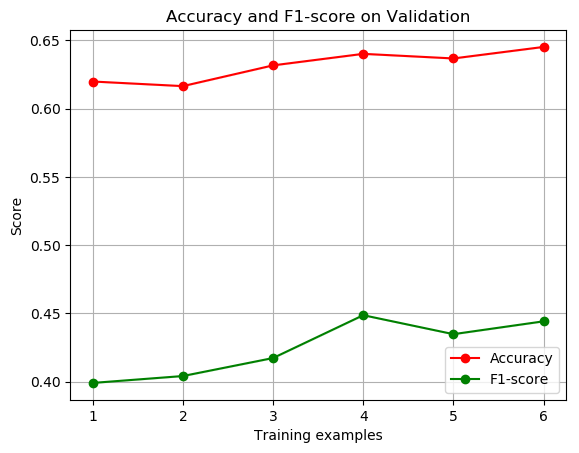 Accuracy and F1-score on Validation
0.65
0.60
0.55
0.50
0.45
0.40
Score
Accuracy
F1-score
1 2 3 4 5 6
Training examples